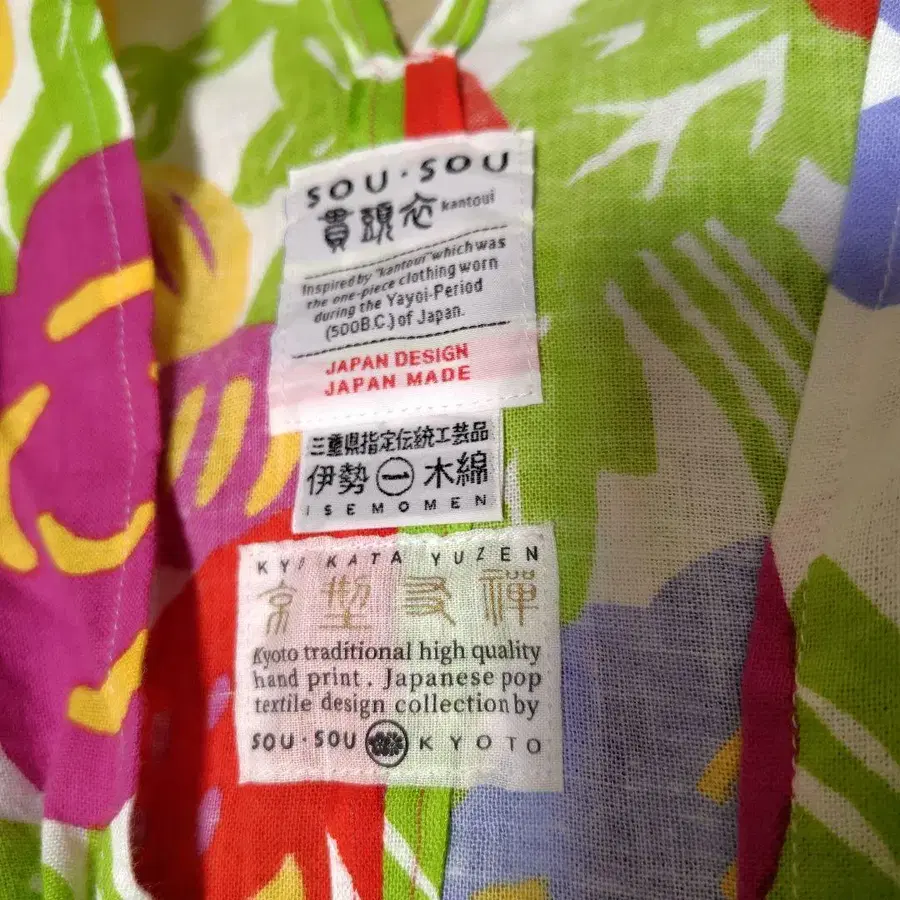 SOU・SOU
貫頭衣 kantoui
Inspired by "kantoui" which was
the one-piece clothing worn
during the Yayoi-Period
(500B.C.) of Japan.
JAPAN DESIGN
JAPAN MADE
三重県指定伝統工芸品
伊勢㊀木綿
ISEMOMEN
KYO KATA YUZEN
京型友禅
Kyoto traditional high quality
hand print. Japanese pop
textile design collection by
SOU・SOU KYOTO